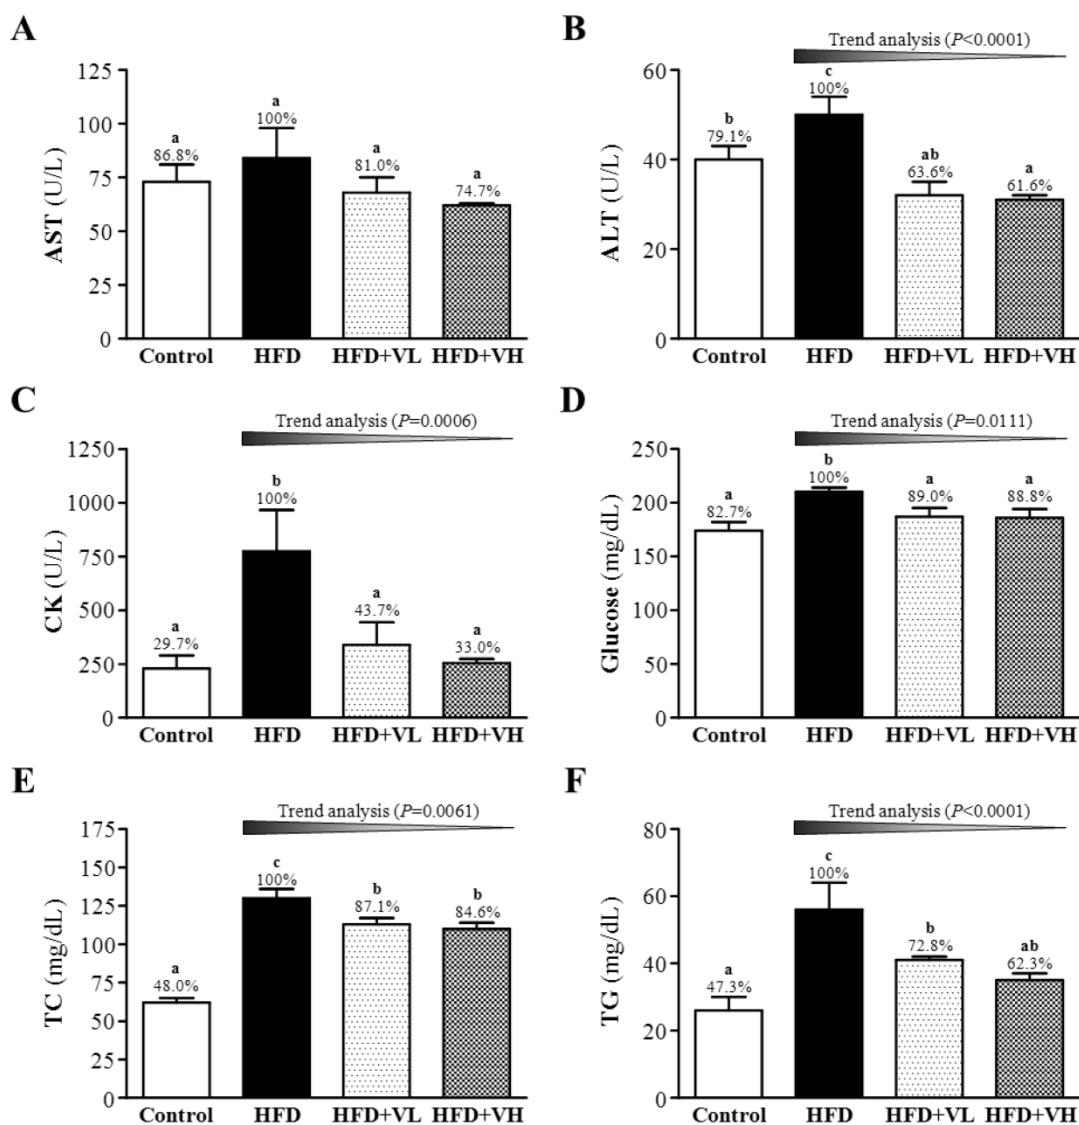 A
AST (U/L)
125
100
75
50
25
0
a
86.8%
a
100%
a
81.0%
a
74.7%
Control HFD HFD+VL HFD+VH
B
Trend analysis (P<0.0001)
ALT (U/L)
60
40
20
0
b
79.1%
c
100%
ab
63.6%
a
61.6%
Control HFD HFD+VL HFD+VH
C
Trend analysis (P=0.0006)
CK (U/L)
1250
1000
750
500
250
0
a
29.7%
b
100%
a
43.7%
a
33.0%
Control HFD HFD+VL HFD+VH
D
Trend analysis (P=0.0111)
Glucose (mg/dL)
250
200
150
100
50
0
a
82.7%
b
100%
a
89.0%
a
88.8%
Control HFD HFD+VL HFD+VH
E
Trend analysis (P=0.0061)
TC (mg/dL)
175
150
125
100
75
50
25
0
a
48.0%
c
100%
b
87.1%
b
84.6%
Control HFD HFD+VL HFD+VH
F
Trend analysis (P<0.0001)
TG (mg/dL)
80
60
40
20
0
a
47.3%
c
100%
b
72.8%
ab
62.3%
Control HFD HFD+VL HFD+VH